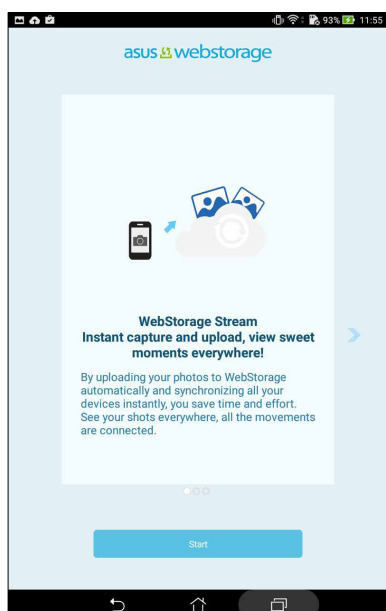 93% 11:55
asus webstorage
WebStorage Stream
Instant capture and upload, view sweet
moments everywhere!
By uploading your photos to WebStorage
automatically and synchronizing all your
devices instantly, you save time and effort.
See your shots everywhere, all the movements
are connected.
Start